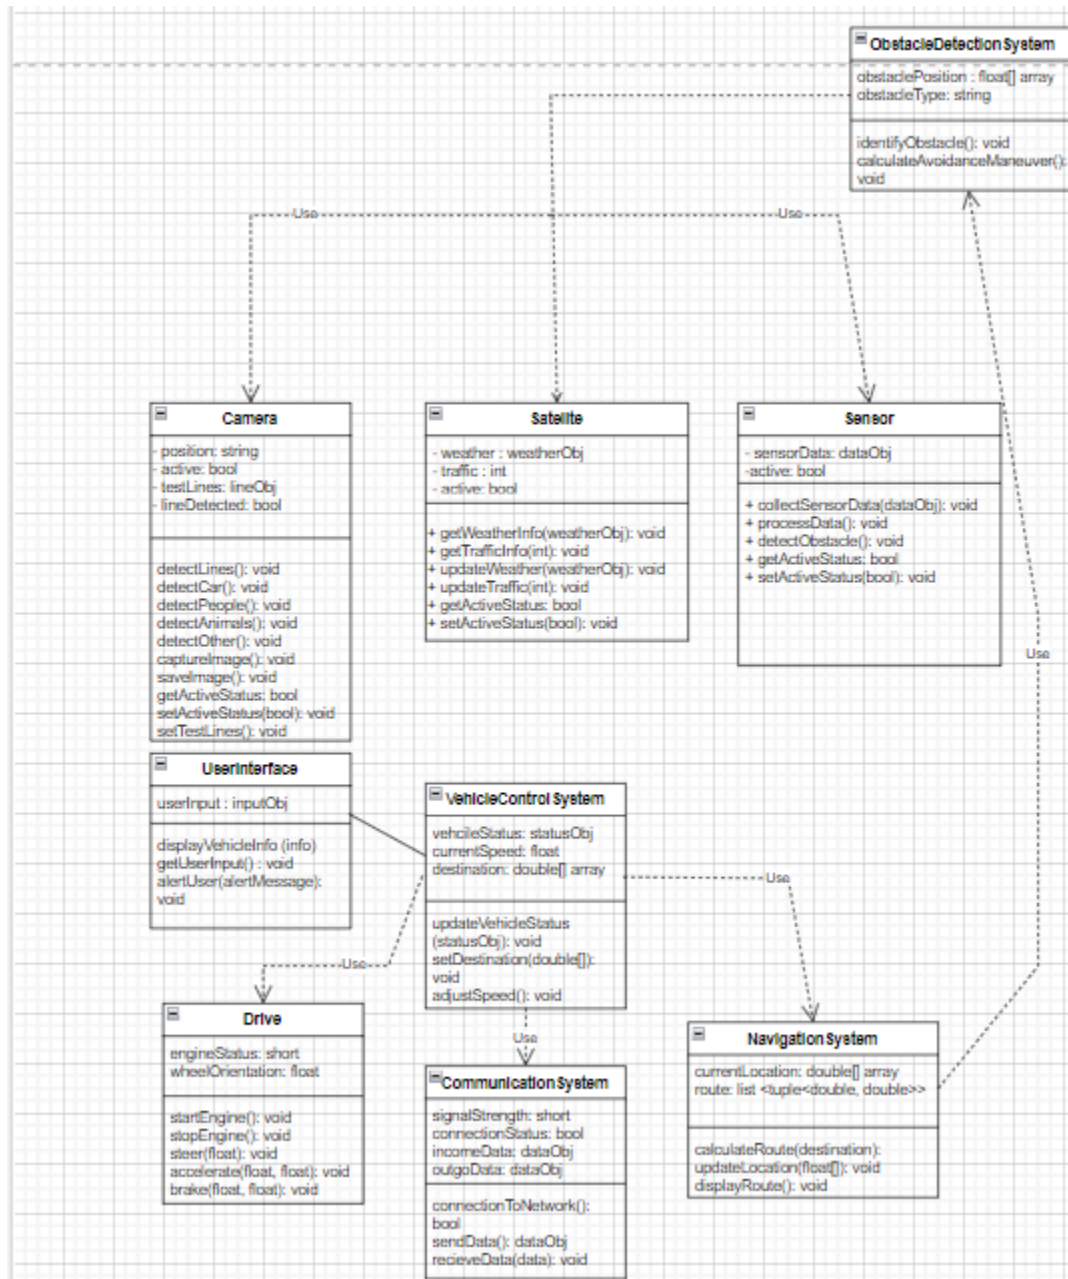 ObstacleDetectionSystem
obstaclePosition : float[] array
obstacleType: string
identifyObstacle(): void
calculateAvoidanceManeuver():
void
Use
Use
Camera
- position: string
- active: bool
- testLines: lineObj
- lineDetected: bool
detectLines(): void
detectCar(): void
detectPeople(): void
detectAnimals(): void
detectOther(): void
captureImage(): void
saveImage(): void
getActiveStatus: bool
setActiveStatus(bool): void
setTestLines(): void
Satelite
- weather : weatherObj
- traffic : int
- active: bool
+ getWeatherInfo(weatherObj): void
+ getTrafficInfo(int): void
+ updateWeather(weatherObj): void
+ updateTraffic(int): void
+ getActiveStatus: bool
+ setActiveStatus(bool): void
Sensor
- sensorData: dataObj
-active: bool
+ collectSensorData(dataObj): void
+ processData(): void
+ detectObstacle(): void
+ getActiveStatus: bool
+ setActiveStatus(bool): void
Use
UserInterface
userInput : inputObj
displayVehicleInfo (info)
getUserInput() : void
alertUser(alertMessage):
void
VehicleControlSystem
vehcileStatus: statusObj
currentSpeed: float
destination: double[] array
updateVehicleStatus
(statusObj): void
setDestination(double[]):
void
adjustSpeed(): void
Use
Use
Use
Drive
engineStatus: short
wheelOrientation: float
startEngine(): void
stopEngine(): void
steer(float): void
accelerate(float, float): void
brake(float, float): void
CommunicationSystem
signalStrength: short
connectionStatus: bool
incomeData: dataObj
outgoData: dataObj
connectionToNetwork():
bool
sendData(): dataObj
recieveData(data): void
NavigationSystem
currentLocation: double[] array
route: list <tuple<double, double>>
calculateRoute(destination):
updateLocation(float[]): void
displayRoute(): void